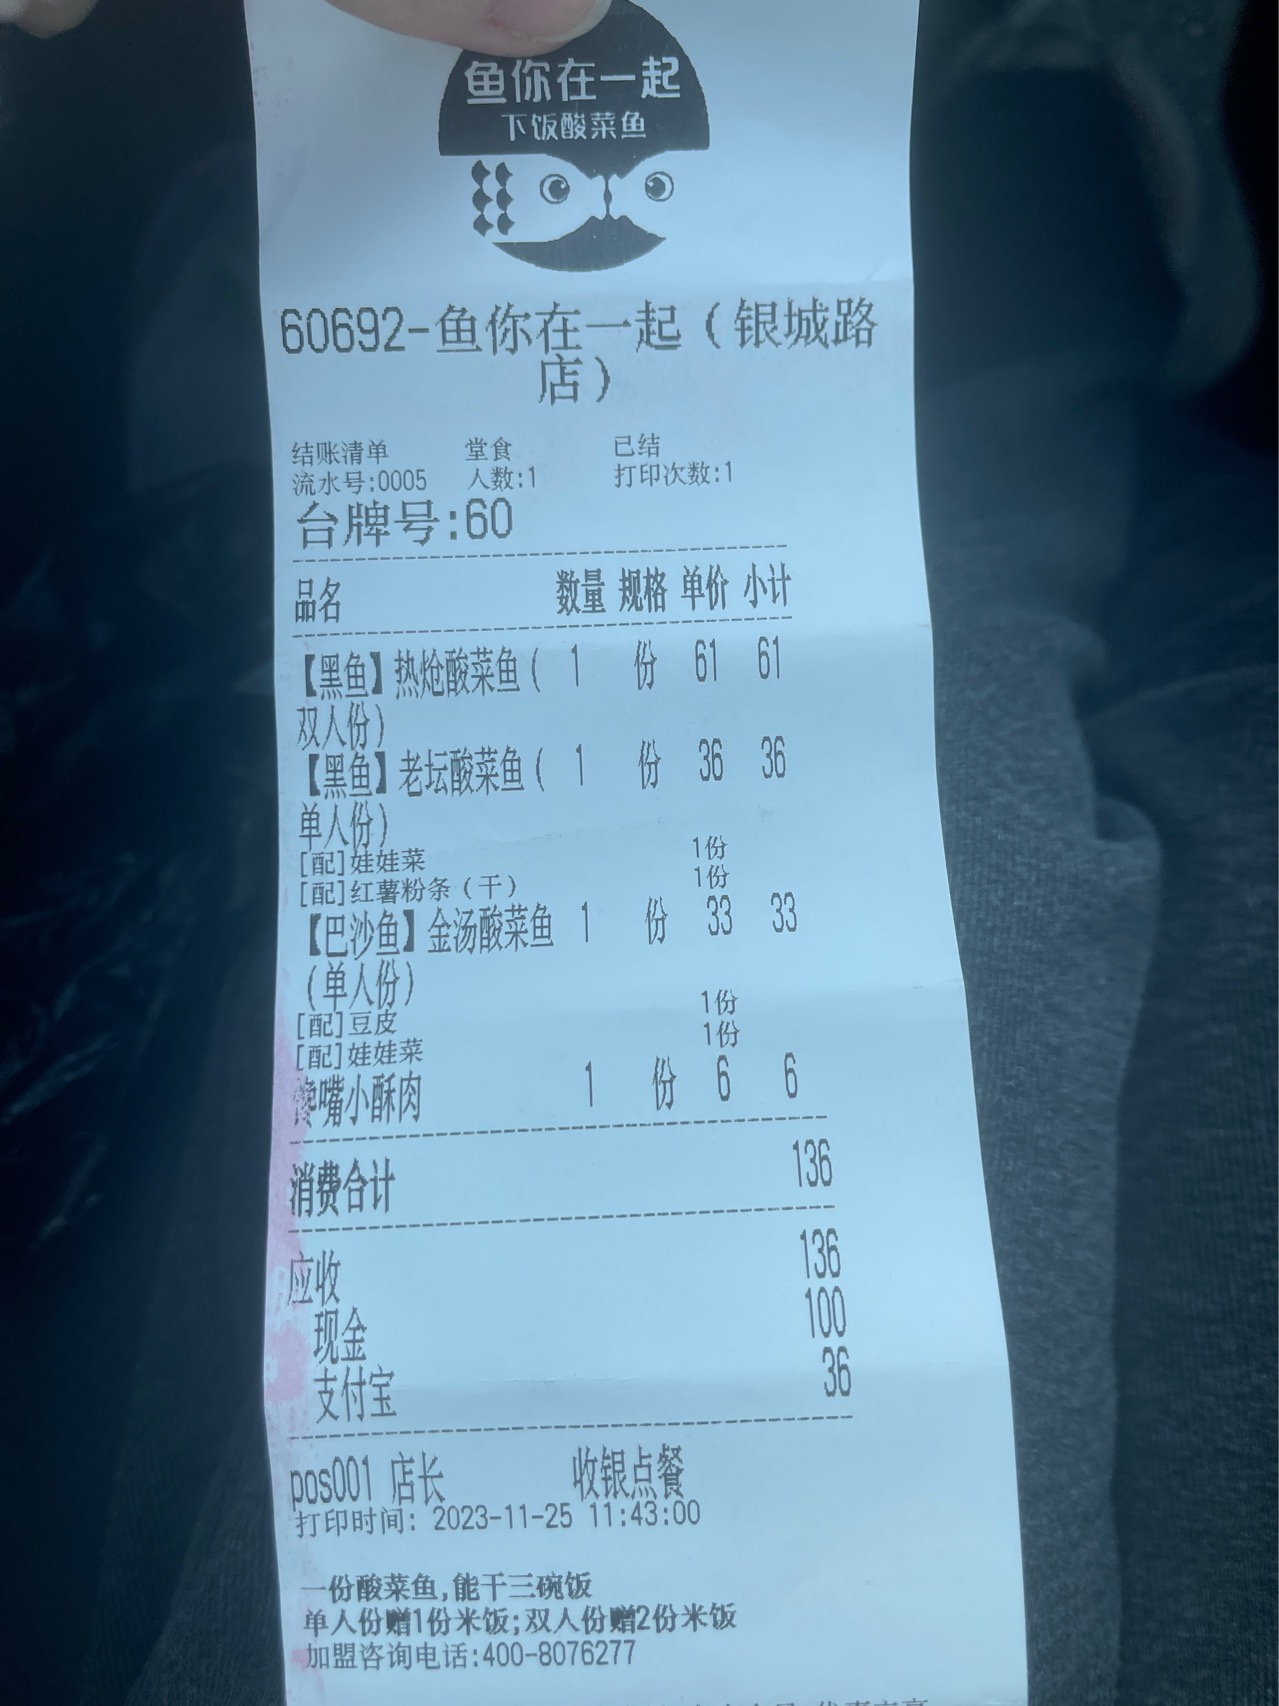 鱼你在一起
下饭酸菜鱼
60692-鱼你在一起（银城路
店）
结账清单 堂食 已结
流水号:0005 人数:1 打印次数:1
台牌号:60
品名 数量 规格 单价 小计
【黑鱼】热炝酸菜鱼( 1 份 61 61
双人份)
【黑鱼】老坛酸菜鱼( 1 份 36 36
单人份)
[配]娃娃菜 1份
[配]红薯粉条（干） 1份
【巴沙鱼】金汤酸菜鱼 1 份 33 33
(单人份)
[配]豆皮 1份
[配]娃娃菜 1份
馋嘴小酥肉 1 份 6 6
消费合计 136
应收 136
现金 100
支付宝 36
pos001 店长 收银点餐
打印时间: 2023-11-25 11:43:00
一份酸菜鱼,能干三碗饭
单人份赠1份米饭;双人份赠2份米饭
加盟咨询电话:400-8076277